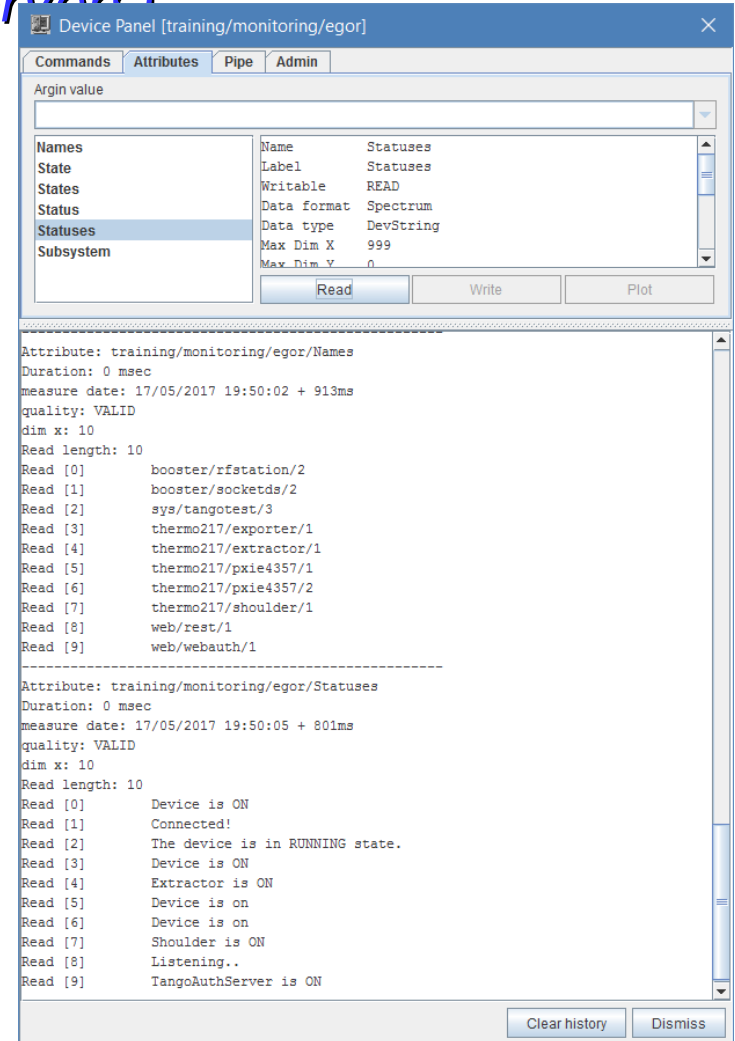 Device Panel [training/monitoring/egor]
Commands Attributes Pipe Admin
Argin value
Names
State
States
Status
Statuses
Subsystem
Name Statuses
Label Statuses
Writable READ
Data format Spectrum
Data type DevString
Max Dim X 999
Max Dim Y 0
Read Write Plot
Attribute: training/monitoring/egor/Names
Duration: 0 msec
measure date: 17/05/2017 19:50:02 + 913ms
quality: VALID
dim x: 10
Read length: 10
Read [0] booster/rfstation/2
Read [1] booster/socketds/2
Read [2] sys/tangotest/3
Read [3] thermo217/exporter/1
Read [4] thermo217/extractor/1
Read [5] thermo217/pxie4357/1
Read [6] thermo217/pxie4357/2
Read [7] thermo217/shoulder/1
Read [8] web/rest/1
Read [9] web/webauth/1
----------------------------------------------------
Attribute: training/monitoring/egor/Statuses
Duration: 0 msec
measure date: 17/05/2017 19:50:05 + 801ms
quality: VALID
dim x: 10
Read length: 10
Read [0] Device is ON
Read [1] Connected!
Read [2] The device is in RUNNING state.
Read [3] Device is ON
Read [4] Extractor is ON
Read [5] Device is on
Read [6] Device is on
Read [7] Shoulder is ON
Read [8] Listening..
Read [9] TangoAuthServer is ON
Clear history Dismiss